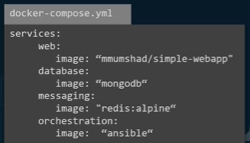 docker-compose.yml
services:
    web:
        image: “mmumshad/simple-webapp"
    database:
        image: “mongodb“
    messaging:
        image: "redis:alpine“
    orchestration:
        image:  “ansible“